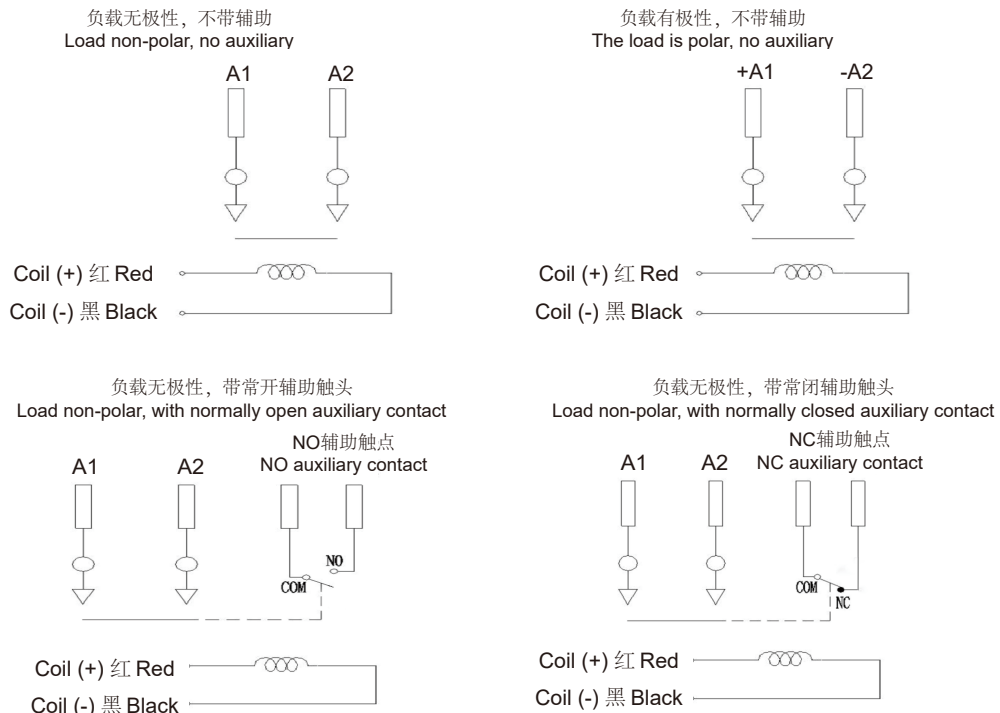 负载无极性，不带辅助
Load non-polar, no auxiliary
A1 A2
Coil (+) 红 Red
Coil (-) 黑 Black
负载有极性，不带辅助
The load is polar, no auxiliary
+A1 -A2
Coil (+) 红 Red
Coil (-) 黑 Black
负载无极性，带常开辅助触头
Load non-polar, with normally open auxiliary contact
NO辅助触点
A1 A2 NO auxiliary contact
NO
COM
Coil (+) 红 Red
Coil (-) 黑 Black
负载无极性，带常闭辅助触头
Load non-polar, with normally closed auxiliary contact
NC辅助触点
A1 A2 NC auxiliary contact
COM
NC
Coil (+) 红 Red
Coil (-) 黑 Black